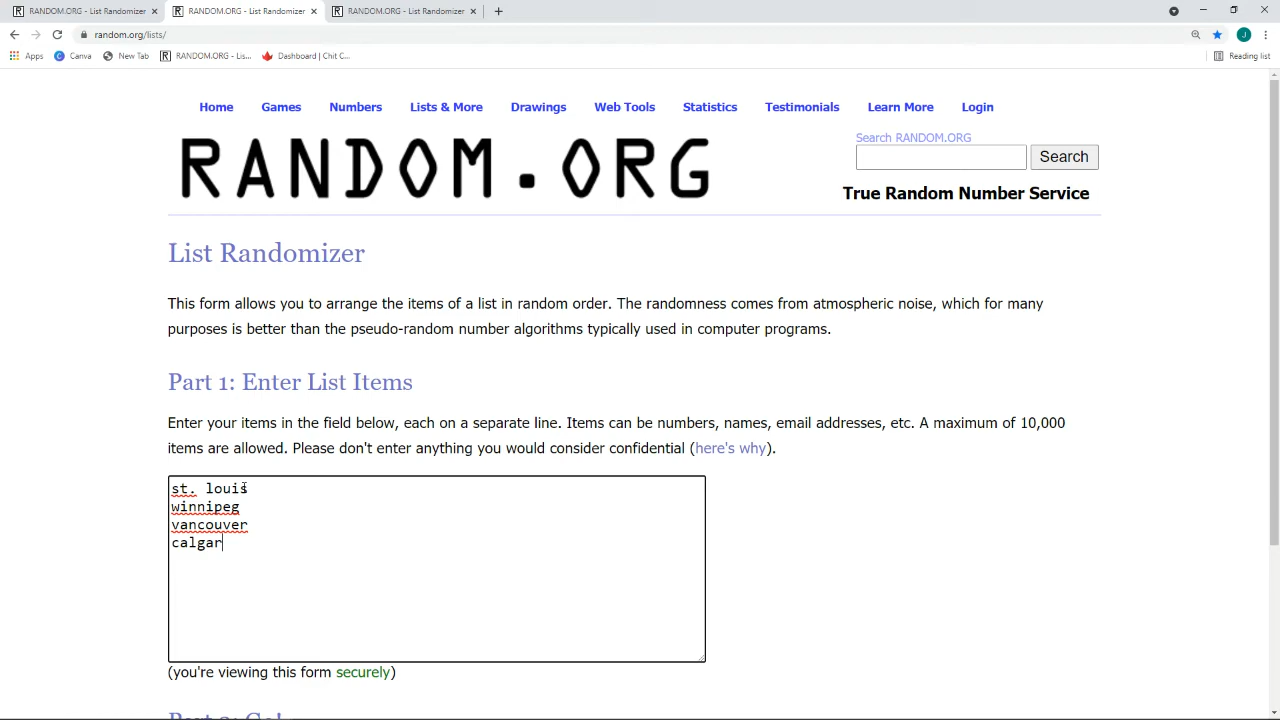 RANDOM.ORG - List Randomizer
RANDOM.ORG - List Randomizer
RANDOM.ORG - List Randomizer
random.org/lists/
J
Apps
Canva
New Tab
RANDOM.ORG - Lis...
Dashboard | Chit C...
Reading list
Home
Games
Numbers
Lists & More
Drawings
Web Tools
Statistics
Testimonials
Learn More
Login
RANDOM.ORG
Search RANDOM.ORG
Search
True Random Number Service
List Randomizer
This form allows you to arrange the items of a list in random order. The randomness comes from atmospheric noise, which for many
purposes is better than the pseudo-random number algorithms typically used in computer programs.
Part 1: Enter List Items
Enter your items in the field below, each on a separate line. Items can be numbers, names, email addresses, etc. A maximum of 10,000
items are allowed. Please don't enter anything you would consider confidential (here's why).
st. louis
winnipeg
vancouver
calgar
(you're viewing this form securely)
Part 2: Go!